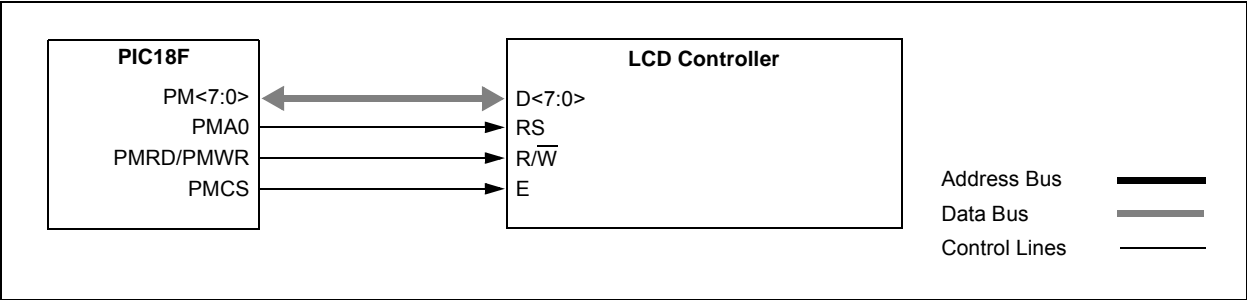 PIC18F
LCD Controller
PM<7:0>
D<7:0>
PMA0
RS
PMRD/PMWR
R/W̅
PMCS
E
Address Bus
Data Bus
Control Lines